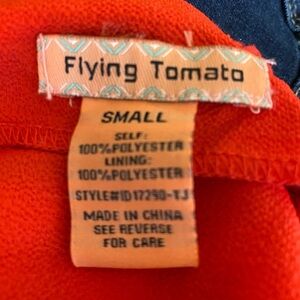 Flying Tomato
SMALL
SELF:
100%POLYESTER
LINING:
100%POLYESTER
STYLE#ID17290-TJ
MADE IN CHINA
SEE REVERSE
FOR CARE